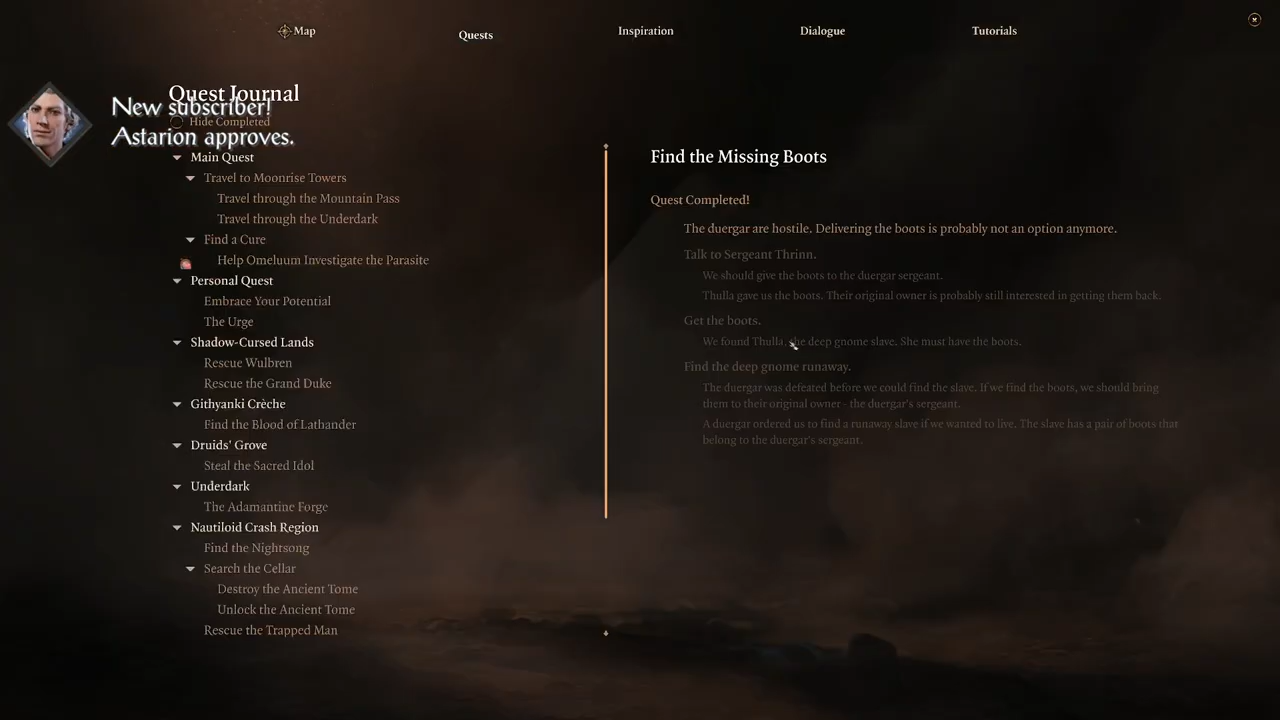 Map
Quests
Inspiration
Dialogue
Tutorials
Quest Journal
New subscriber!
Hide Completed
Astarion approves.
Main Quest
Travel to Moonrise Towers
Travel through the Mountain Pass
Travel through the Underdark
Find a Cure
Help Omeluum Investigate the Parasite
Personal Quest
Embrace Your Potential
The Urge
Shadow-Cursed Lands
Rescue Wulbren
Rescue the Grand Duke
Githyanki Crèche
Find the Blood of Lathander
Druids' Grove
Steal the Sacred Idol
Underdark
The Adamantine Forge
Nautiloid Crash Region
Find the Nightsong
Search the Cellar
Destroy the Ancient Tome
Unlock the Ancient Tome
Rescue the Trapped Man
Find the Missing Boots
Quest Completed!
The duergar are hostile. Delivering the boots is probably not an option anymore.
Talk to Sergeant Thrinn.
We should give the boots to the duergar sergeant.
Thulla gave us the boots. Their original owner is probably still interested in getting them back.
Get the boots.
We found Thulla, the deep gnome slave. She must have the boots.
Find the deep gnome runaway.
The duergar was defeated before we could find the slave. If we find the boots, we should bring
them to their original owner - the duergar's sergeant.
A duergar ordered us to find a runaway slave if we wanted to live. The slave has a pair of boots that
belong to the duergar's sergeant.